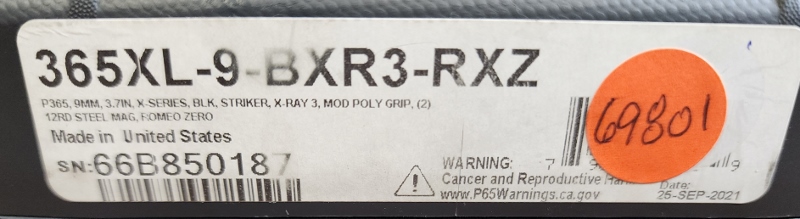 365XL-9-BXR3-RXZ
P365, 9MM, 3.7IN, X-SERIES, BLK, STRIKER, X-RAY 3, MOD POLY GRIP, (2)
12RD STEEL MAG, ROMEO ZERO
Made in United States
SN:66B850187
69801
7
9
WARNING:
Cancer and Reproductive
www.P65Warnings.ca.gov
Date:
25-SEP-2021